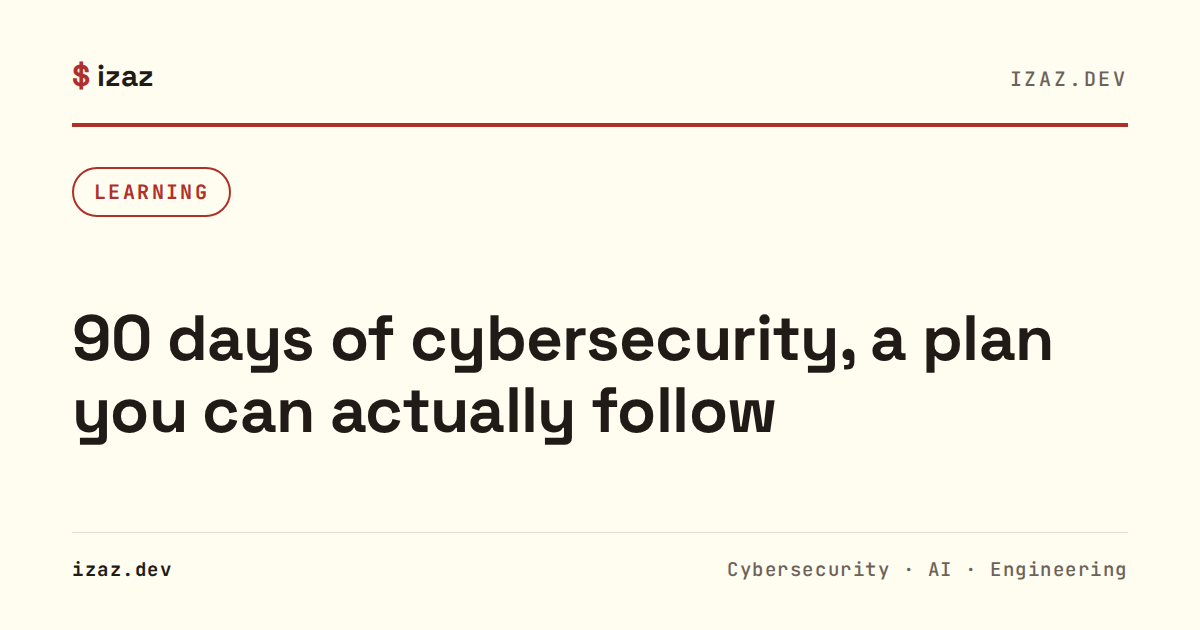 $ izaz
IZAZ.DEV
LEARNING
90 days of cybersecurity, a plan
you can actually follow
izaz.dev
Cybersecurity · AI · Engineering